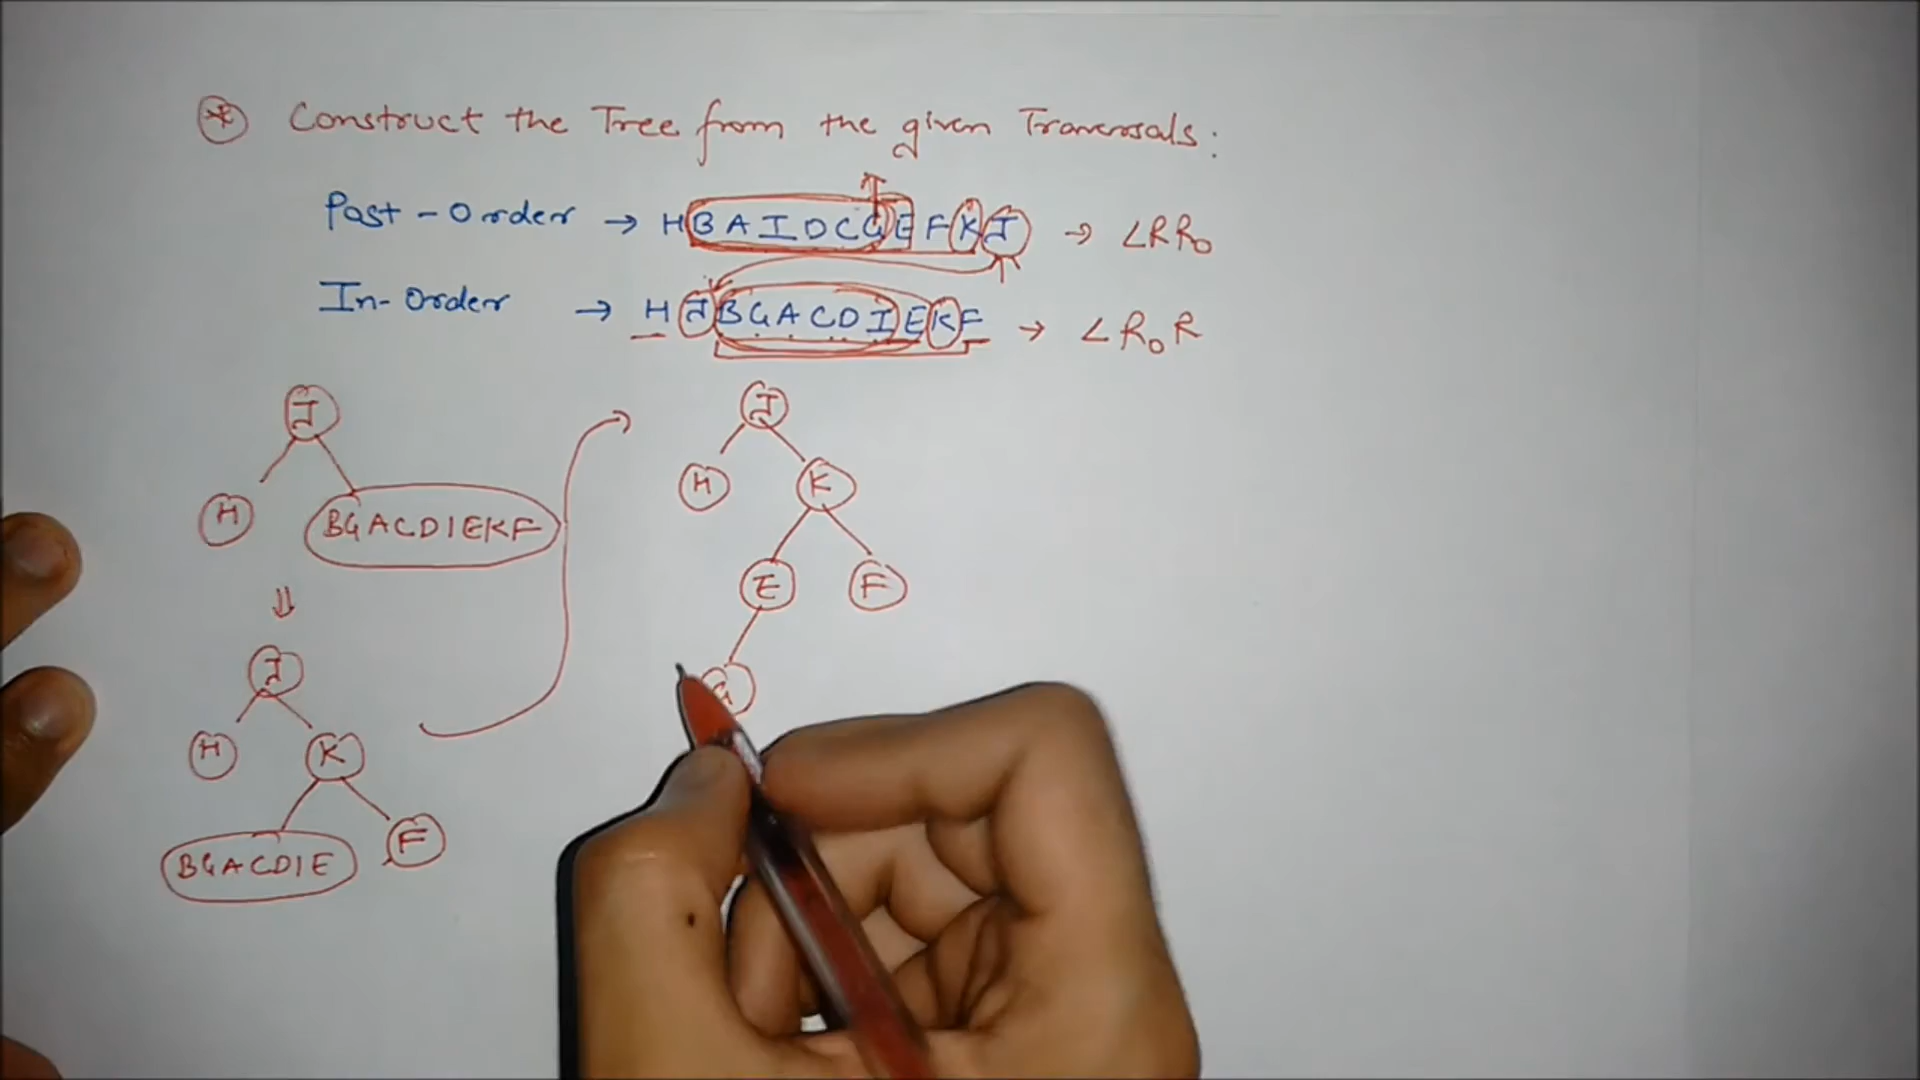 * Construct the Tree from the given Traversals:
Post-Order → HBAIDCGEFKJ → LRRo
In-Order → HJBGACDIEKF → LRoR
J
H BGACDIEKF
⇓
J
H K
BGACDIE F
J
H K
E F
G